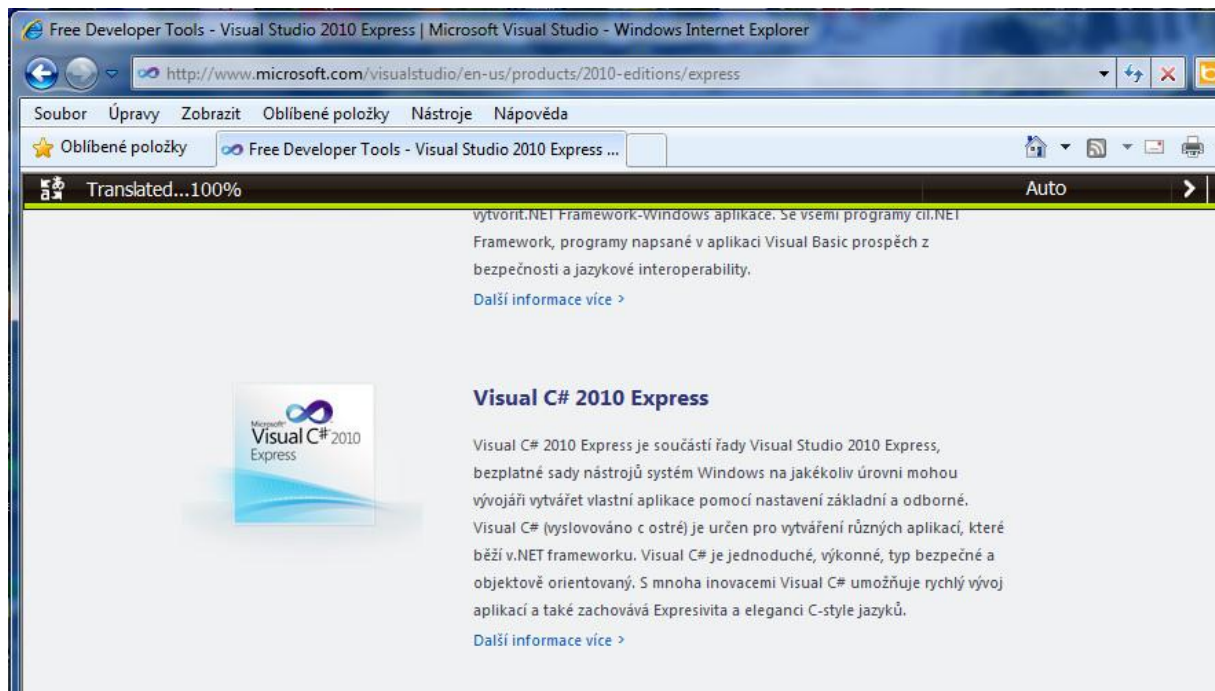 Free Developer Tools - Visual Studio 2010 Express | Microsoft Visual Studio - Windows Internet Explorer
http://www.microsoft.com/visualstudio/en-us/products/2010-editions/express
Soubor Úpravy Zobrazit Oblíbené položky Nástroje Nápověda
Oblíbené položky Free Developer Tools - Visual Studio 2010 Express ...
Translated...100% Auto
vytvořit.NET Framework-Windows aplikace. Se všemi programy cíl.NET
Framework, programy napsané v aplikaci Visual Basic prospěch z
bezpečnosti a jazykové interoperability.
Další informace více >
Microsoft
Visual C# 2010
Express
Visual C# 2010 Express
Visual C# 2010 Express je součástí řady Visual Studio 2010 Express,
bezplatné sady nástrojů systém Windows na jakékoliv úrovni mohou
vývojáři vytvářet vlastní aplikace pomocí nastavení základní a odborné.
Visual C# (vyslovováno c ostré) je určen pro vytváření různých aplikací, které
běží v.NET frameworku. Visual C# je jednoduché, výkonné, typ bezpečné a
objektově orientovaný. S mnoha inovacemi Visual C# umožňuje rychlý vývoj
aplikací a také zachovává Expresivita a eleganci C-style jazyků.
Další informace více >